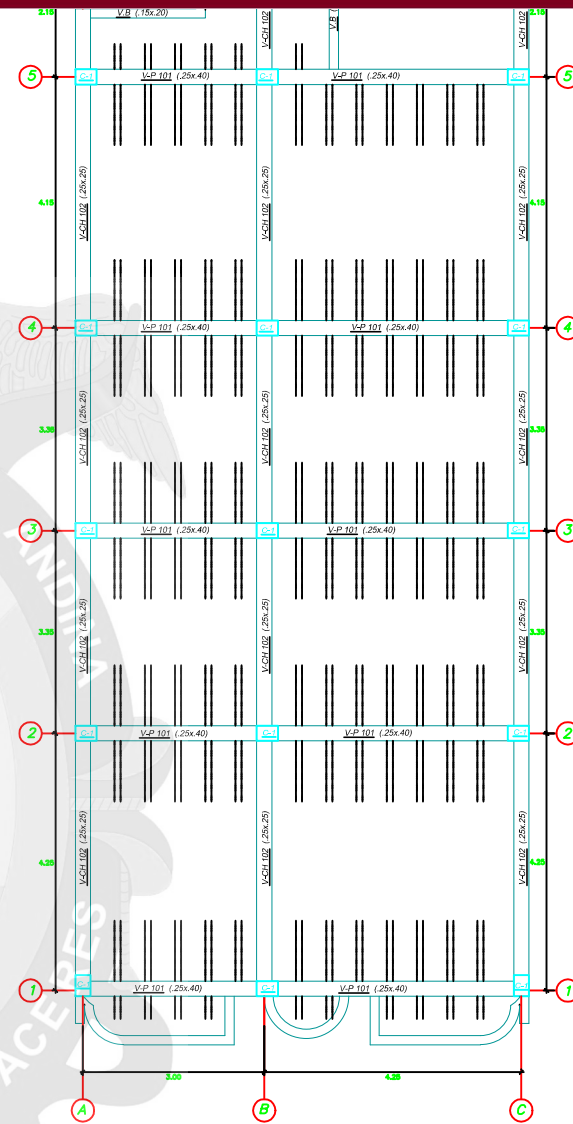 2.15
V.B (.15x.20)
V-CH 102
V.B (
2.15
5
C-1
V-P 101 (.25x.40)
C-1
V-P 101 (.25x.40)
C-1
5
4.15
V-CH 102 (.25x.25)
V-CH 102 (.25x.25)
V-CH 102 (.25x.25)
4.15
4
C-1
V-P 101 (.25x.40)
C-1
V-P 101 (.25x.40)
C-1
4
3.35
V-CH 102 (.25x.25)
V-CH 102 (.25x.25)
V-CH 102 (.25x.25)
3.35
3
C-1
V-P 101 (.25x.40)
C-1
V-P 101 (.25x.40)
C-1
3
ANDINA
3.35
V-CH 102 (.25x.25)
V-CH 102 (.25x.25)
V-CH 102 (.25x.25)
3.35
2
C-1
V-P 101 (.25x.40)
C-1
V-P 101 (.25x.40)
C-1
2
4.25
V-CH 102 (.25x.25)
V-CH 102 (.25x.25)
V-CH 102 (.25x.25)
4.25
ACERES
1
C-1
V-P 101 (.25x.40)
C-1
V-P 101 (.25x.40)
C-1
1
3.00
4.25
A
B
C